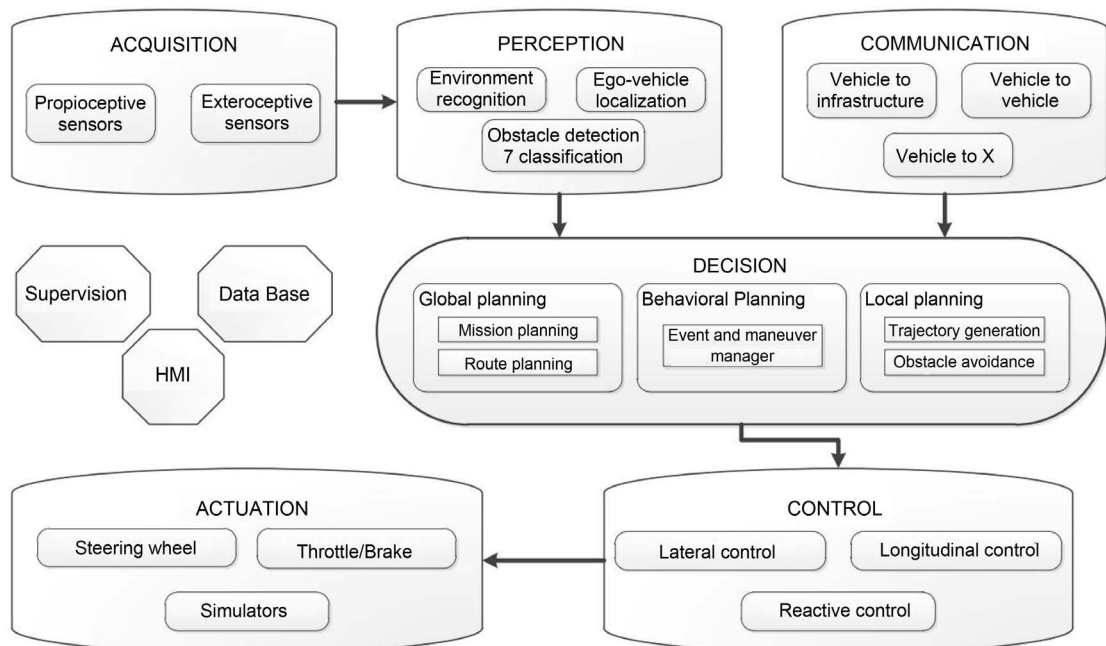 ACQUISITION
Propioceptive
sensors
Exteroceptive
sensors
PERCEPTION
Environment
recognition
Ego-vehicle
localization
Obstacle detection
7 classification
COMMUNICATION
Vehicle to
infrastructure
Vehicle to
vehicle
Vehicle to X
Supervision
Data Base
HMI
DECISION
Global planning
Mission planning
Route planning
Behavioral Planning
Event and maneuver
manager
Local planning
Trajectory generation
Obstacle avoidance
ACTUATION
Steering wheel
Throttle/Brake
Simulators
CONTROL
Lateral control
Longitudinal control
Reactive control